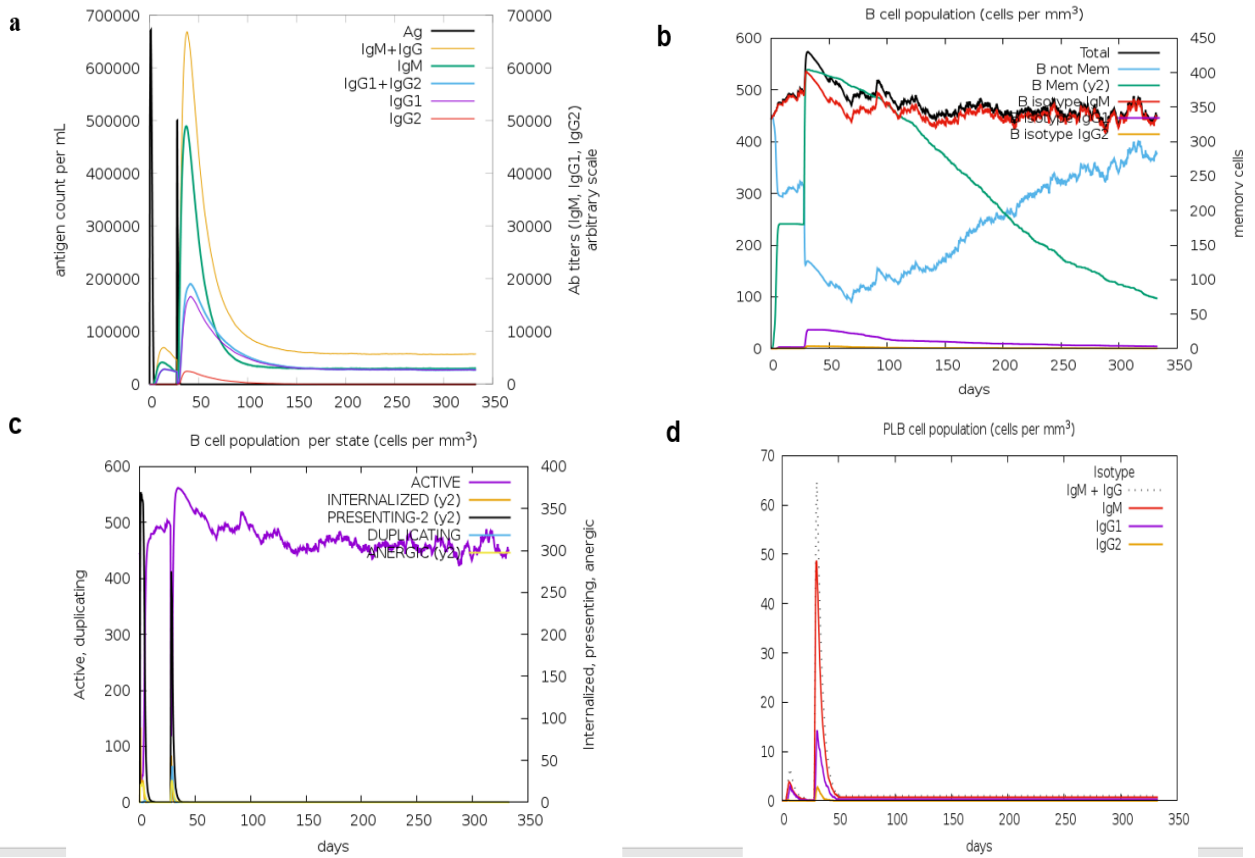 a
700000
600000
500000
400000
300000
200000
100000
0
antigen count per mL
70000
60000
50000
40000
30000
20000
10000
0
Ab titers (IgM, IgG1, IgG2)
arbitrary scale
Ag
IgM+IgG
IgM
IgG1+IgG2
IgG1
IgG2
0 50 100 150 200 250 300 350
b
B cell population (cells per mm³)
600
500
400
300
200
100
0
450
400
350
300
250
200
150
100
50
0
memory cells
Total
B not Mem
B Mem (y2)
B isotype IgM
B isotype IgG2
0 50 100 150 200 250 300 350
days
c
B cell population per state (cells per mm³)
600
500
400
300
200
100
0
Active, duplicating
400
350
300
250
200
150
100
50
0
Internalized, presenting, anergic
ACTIVE
INTERNALIZED (y2)
PRESENTING-2 (y2)
DUPLICATING
ANERGIC (y2)
0 50 100 150 200 250 300 350
days
d
PLB cell population (cells per mm³)
70
60
50
40
30
20
10
0
Isotype
IgM + IgG
IgM
IgG1
IgG2
0 50 100 150 200 250 300 350
days